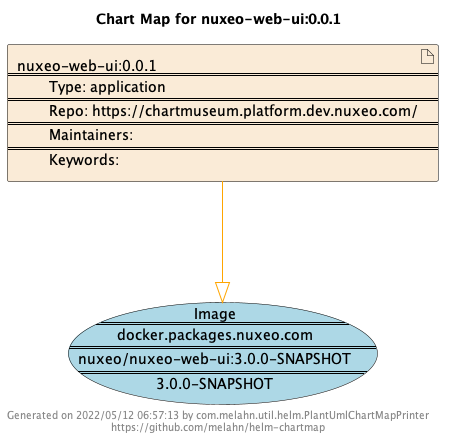 Chart Map for nuxeo-web-ui:0.0.1
nuxeo-web-ui:0.0.1
Type: application
Repo: https://chartmuseum.platform.dev.nuxeo.com/
Maintainers:
Keywords:
Image
docker.packages.nuxeo.com
nuxeo/nuxeo-web-ui:3.0.0-SNAPSHOT
3.0.0-SNAPSHOT
Generated on 2022/05/12 06:57:13 by com.melahn.util.helm.PlantUmlChartMapPrinter
https://github.com/melahn/helm-chartmap